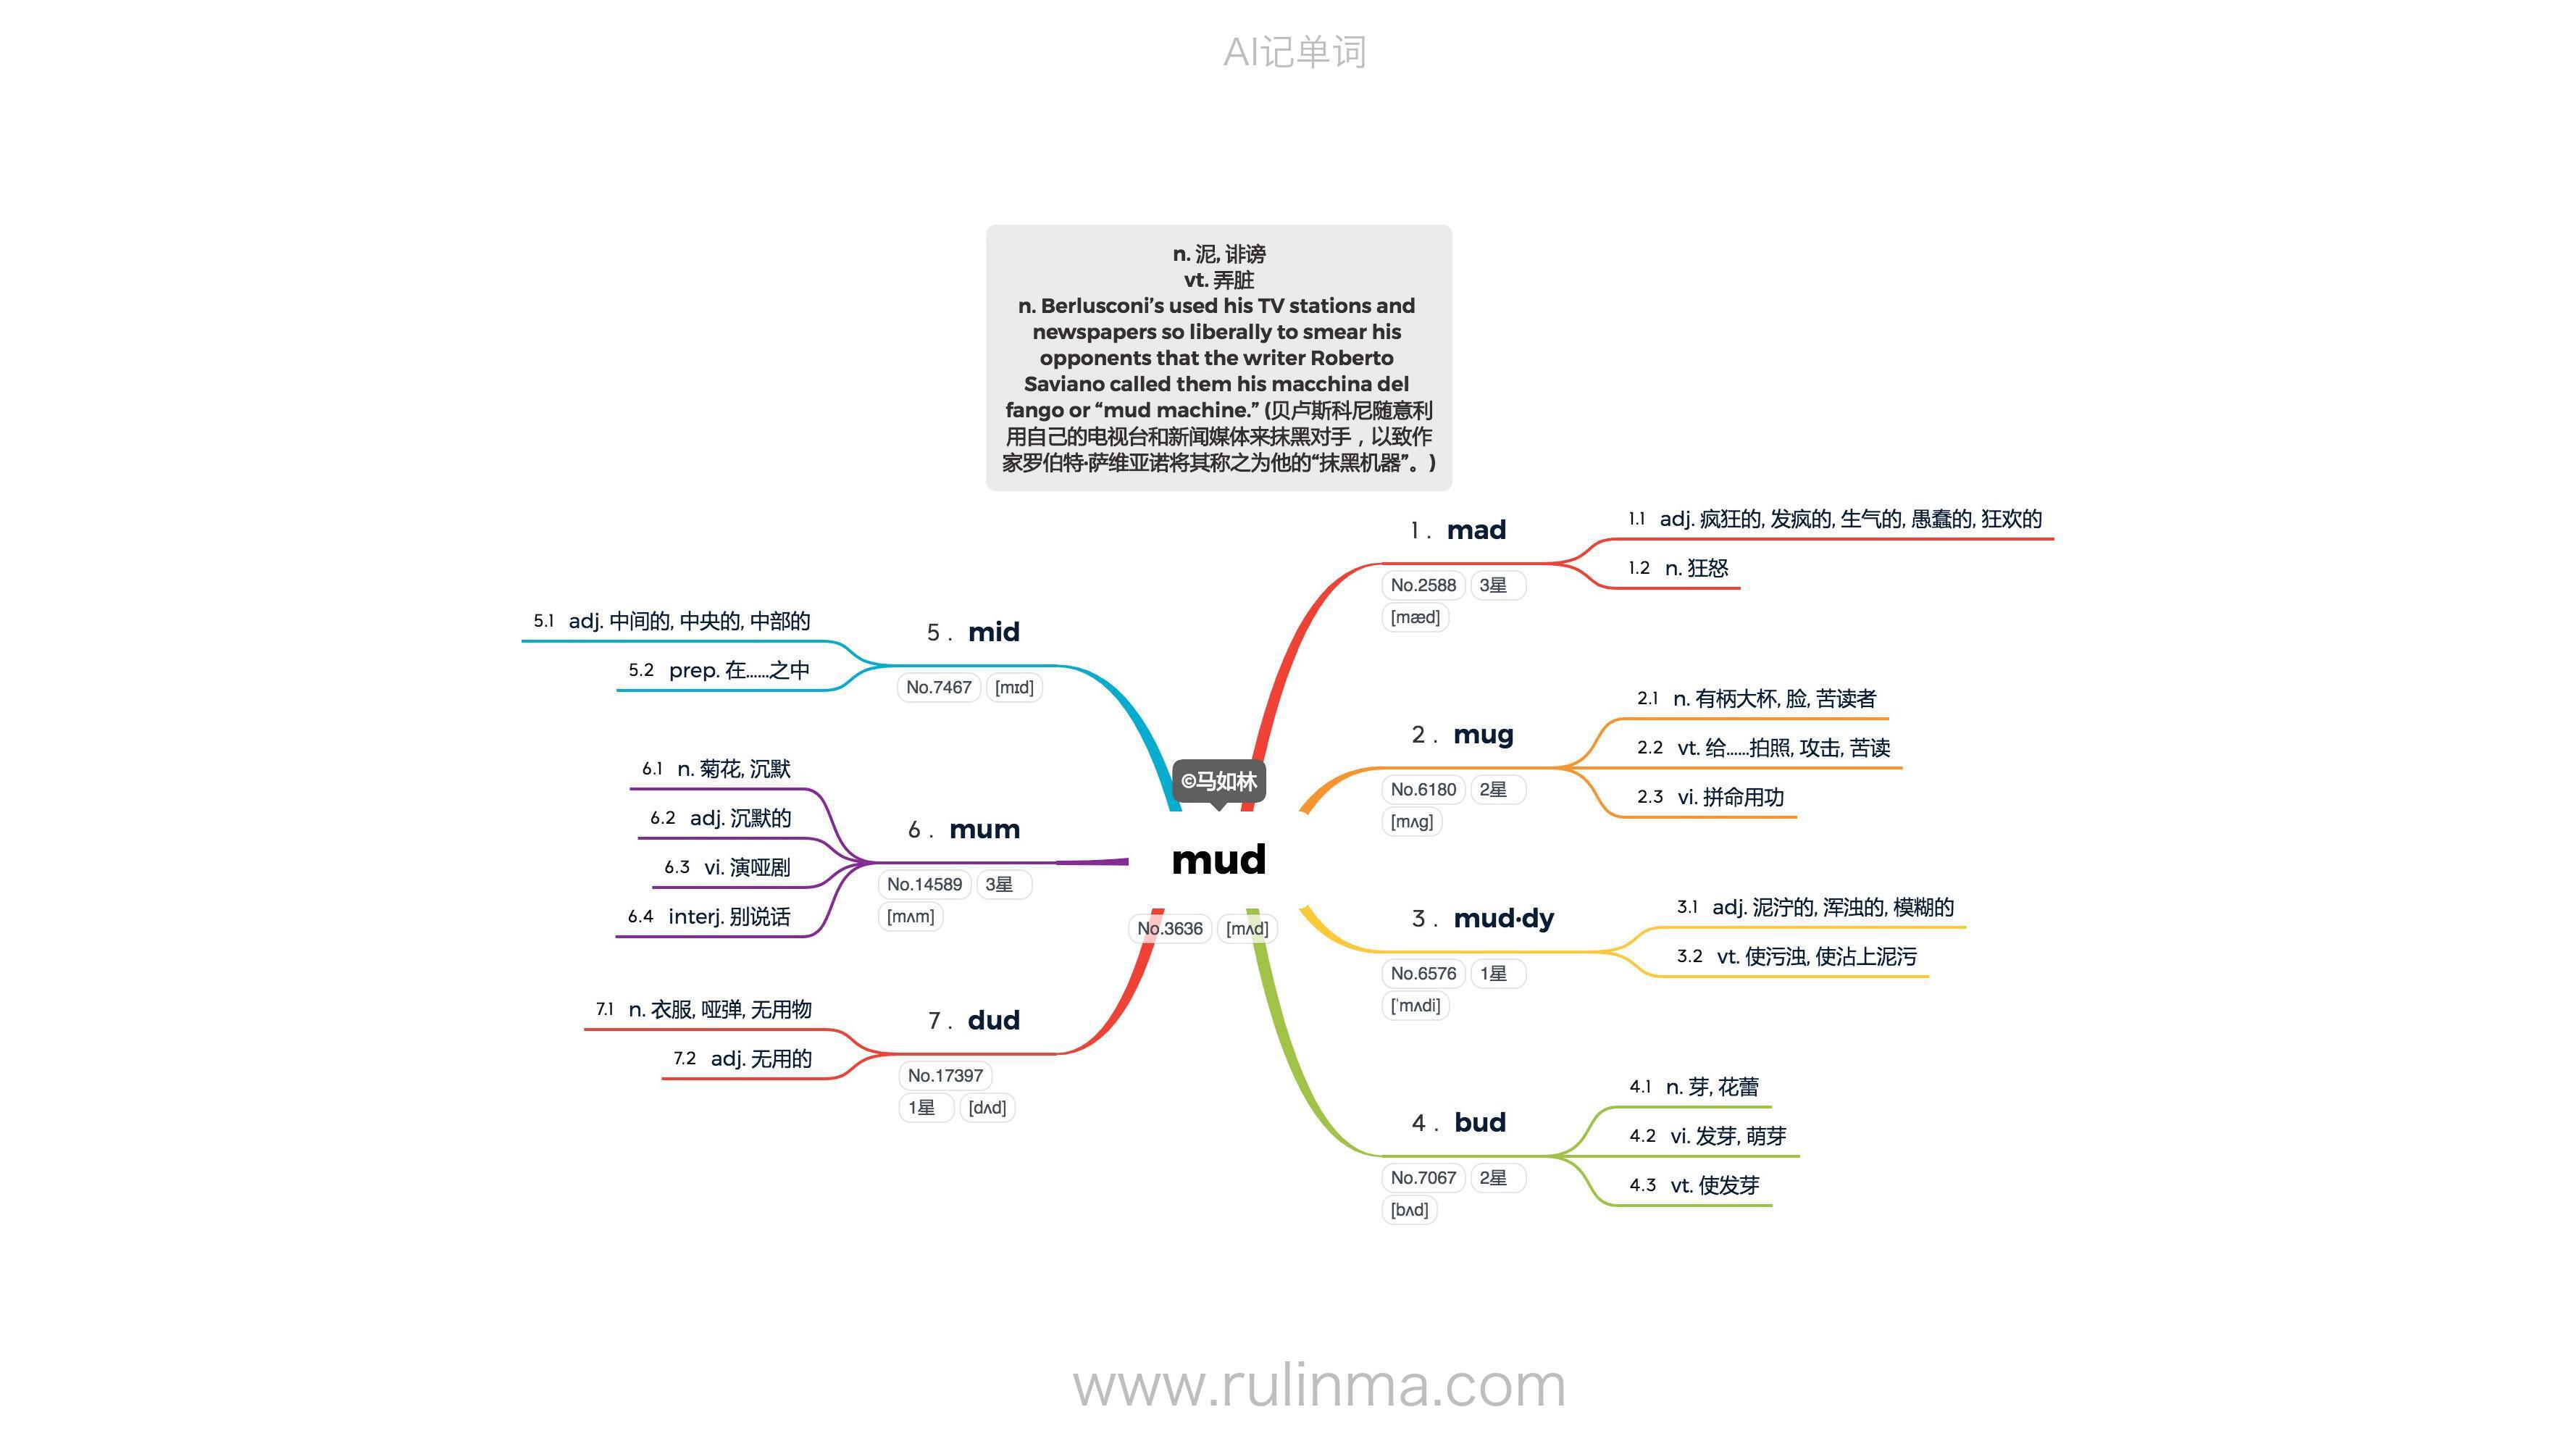 AI记单词
n. 泥, 诽谤
vt. 弄脏
n. Berlusconi’s used his TV stations and
newspapers so liberally to smear his
opponents that the writer Roberto
Saviano called them his macchina del
fango or “mud machine.” (贝卢斯科尼随意利
用自己的电视台和新闻媒体来抹黑对手，以致作
家罗伯特·萨维亚诺将其称之为他的“抹黑机器”。)
©马如林
mud
No.3636 [mʌd]
1. mad
No.2588 3星
[mæd]
1.1 adj. 疯狂的, 发疯的, 生气的, 愚蠢的, 狂欢的
1.2 n. 狂怒
2. mug
No.6180 2星
[mʌg]
2.1 n. 有柄大杯, 脸, 苦读者
2.2 vt. 给......拍照, 攻击, 苦读
2.3 vi. 拼命用功
3. mud·dy
No.6576 1星
[ˈmʌdi]
3.1 adj. 泥泞的, 浑浊的, 模糊的
3.2 vt. 使污浊, 使沾上泥污
4. bud
No.7067 2星
[bʌd]
4.1 n. 芽, 花蕾
4.2 vi. 发芽, 萌芽
4.3 vt. 使发芽
5. mid
No.7467 [mɪd]
5.1 adj. 中间的, 中央的, 中部的
5.2 prep. 在......之中
6. mum
No.14589 3星
[mʌm]
6.1 n. 菊花, 沉默
6.2 adj. 沉默的
6.3 vi. 演哑剧
6.4 interj. 别说话
7. dud
No.17397
1星 [dʌd]
7.1 n. 衣服, 哑弹, 无用物
7.2 adj. 无用的
www.rulinma.com